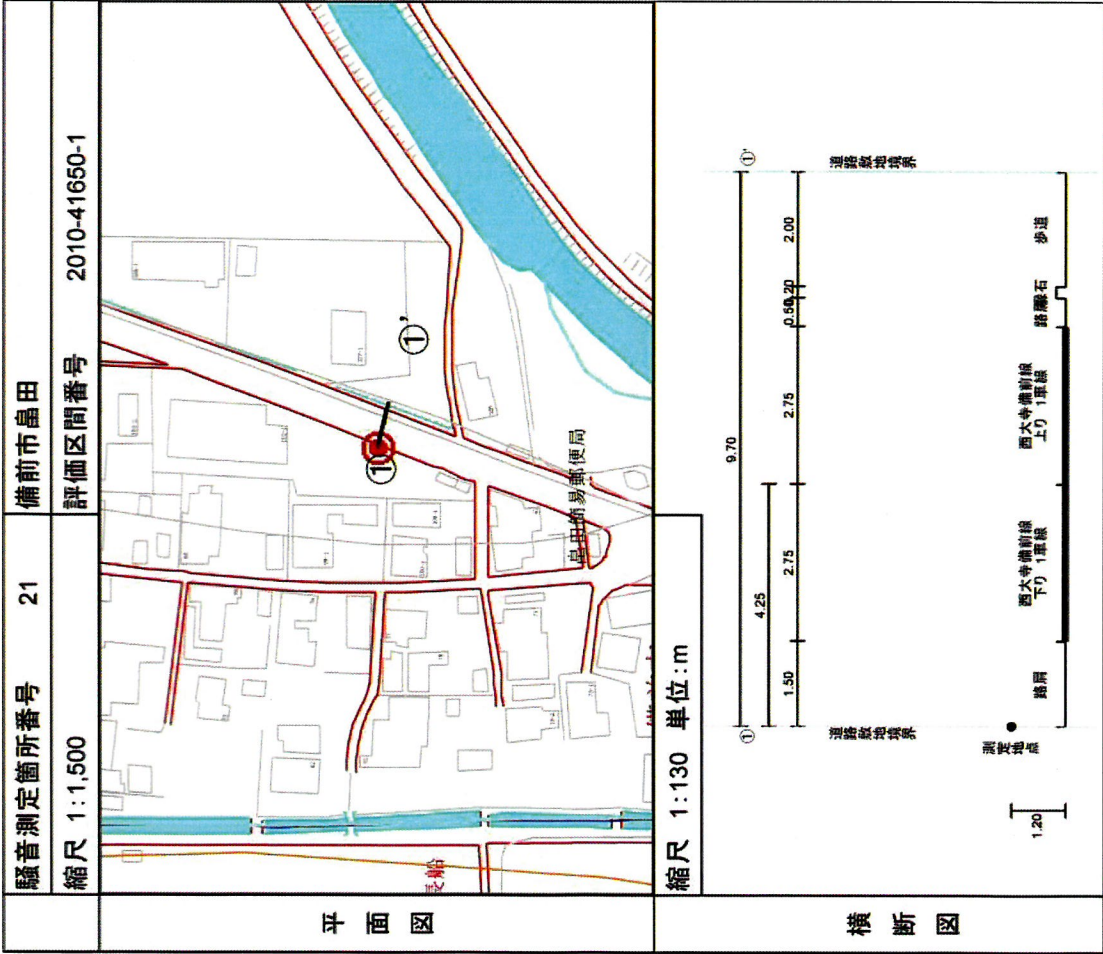 騒音測定箇所番号 21 備前市畠田
縮尺 1:1,500 評価区間番号 2010-41650-1
平面図
①
①'
畠田簡易郵便局
長船
縮尺 1:130 単位:m
横断図
① 9.70 ①'
4.25
1.50 2.75 2.75 0.50 0.20 2.00
道路敷地境界
道路敷地境界
測定地点
1.20
路肩
西大寺備前線
下り 1車線
西大寺備前線
上り 1車線
路肩
縁石
歩道